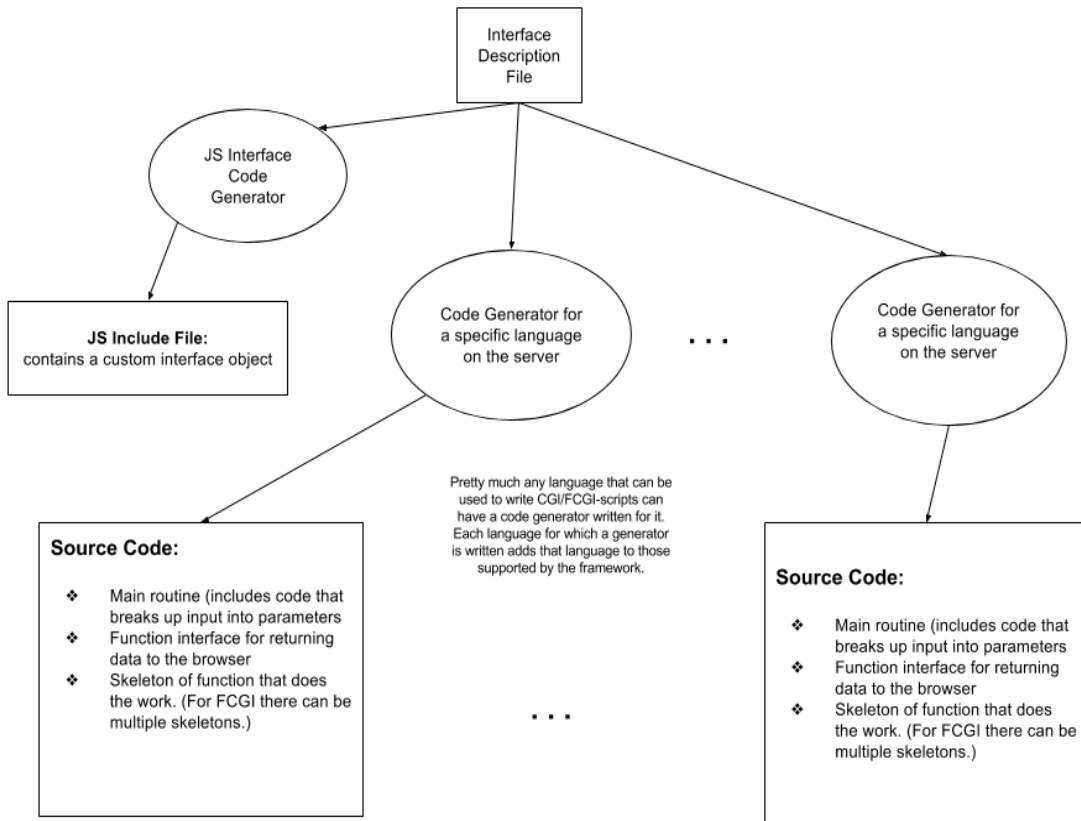 Interface
Description
File
JS Interface
Code
Generator
JS Include File:
contains a custom interface object
Code Generator for
a specific language
on the server
. . .
Code Generator for
a specific language
on the server
Pretty much any language that can be
used to write CGI/FCGI-scripts can
have a code generator written for it.
Each language for which a generator
is written adds that language to those
supported by the framework.
Source Code:
❖ Main routine (includes code that
breaks up input into parameters
❖ Function interface for returning
data to the browser
❖ Skeleton of function that does
the work. (For FCGI there can be
multiple skeletons.)
. . .
Source Code:
❖ Main routine (includes code that
breaks up input into parameters
❖ Function interface for returning
data to the browser
❖ Skeleton of function that does
the work. (For FCGI there can be
multiple skeletons.)